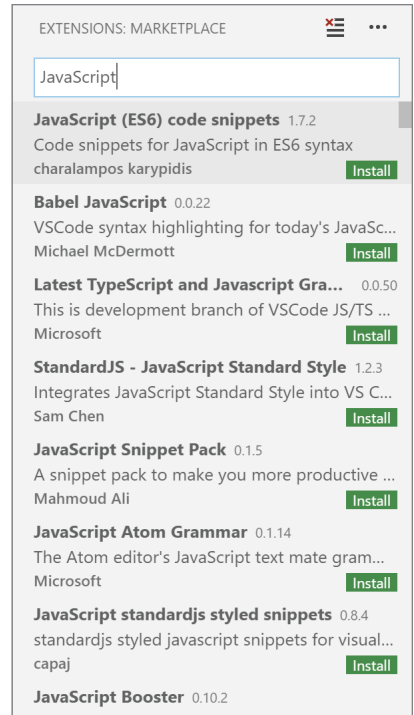 EXTENSIONS: MARKETPLACE
JavaScript
JavaScript (ES6) code snippets 1.7.2
Code snippets for JavaScript in ES6 syntax
charalampos karypidis Install
Babel JavaScript 0.0.22
VSCode syntax highlighting for today's JavaSc...
Michael McDermott Install
Latest TypeScript and Javascript Gra... 0.0.50
This is development branch of VSCode JS/TS ...
Microsoft Install
StandardJS - JavaScript Standard Style 1.2.3
Integrates JavaScript Standard Style into VS C...
Sam Chen Install
JavaScript Snippet Pack 0.1.5
A snippet pack to make you more productive ...
Mahmoud Ali Install
JavaScript Atom Grammar 0.1.14
The Atom editor's JavaScript text mate gram...
Microsoft Install
JavaScript standardjs styled snippets 0.8.4
standardjs styled javascript snippets for visual...
capaj Install
JavaScript Booster 0.10.2